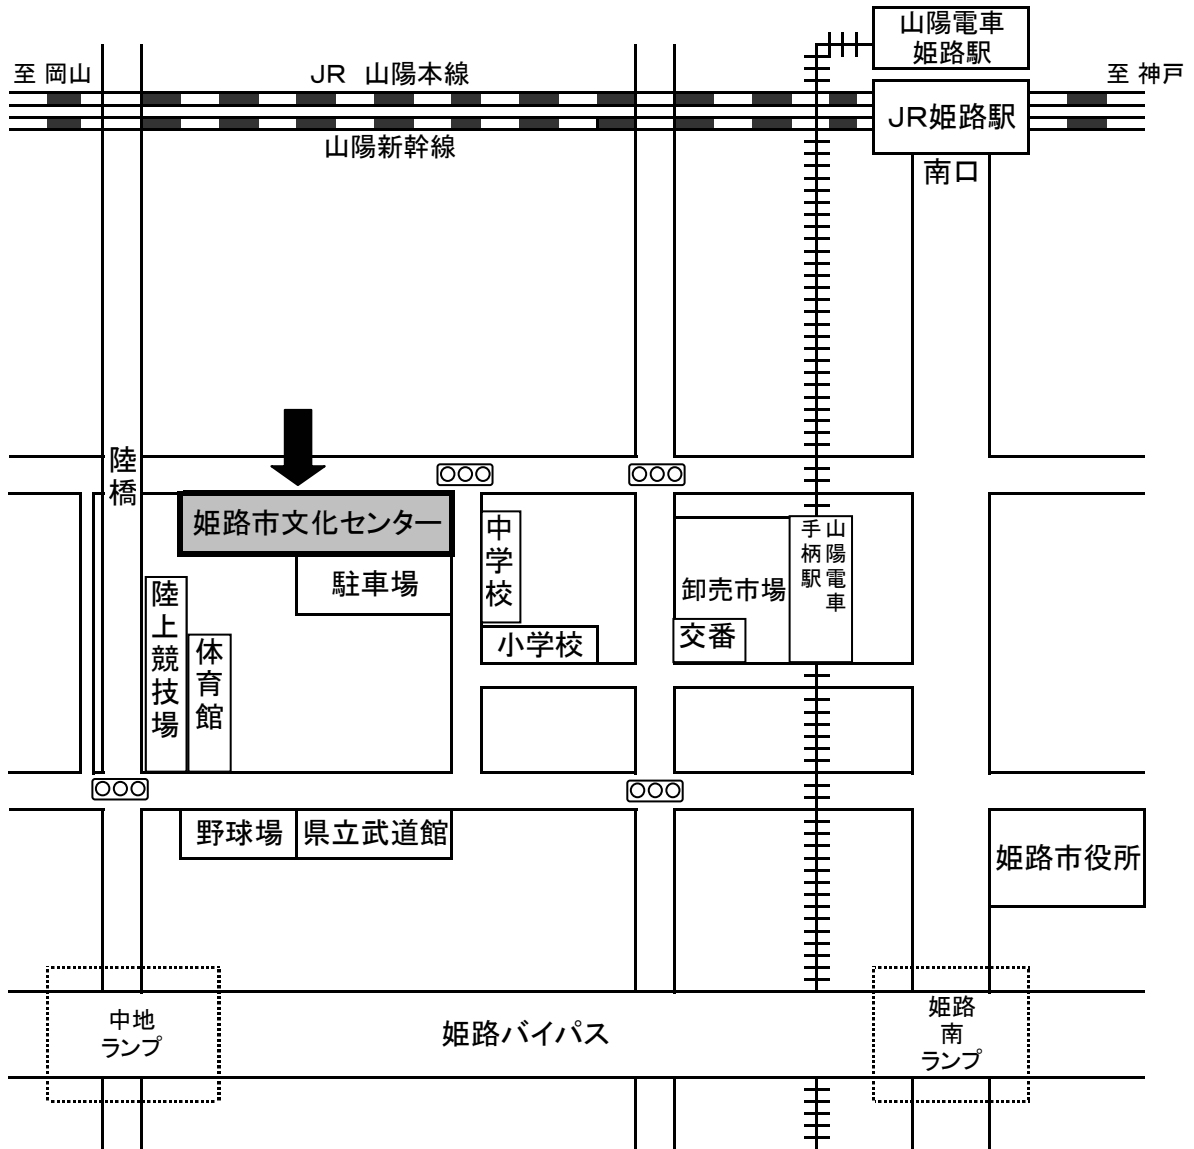 山陽電車
姫路駅
至 岡山
JR 山陽本線
至 神戸
JR姫路駅
山陽新幹線
南口
陸橋
姫路市文化センター
中学校
山陽電車
手柄駅
駐車場
卸売市場
陸上競技場
小学校
交番
体育館
野球場
県立武道館
姫路市役所
中地
ランプ
姫路バイパス
姫路
南
ランプ